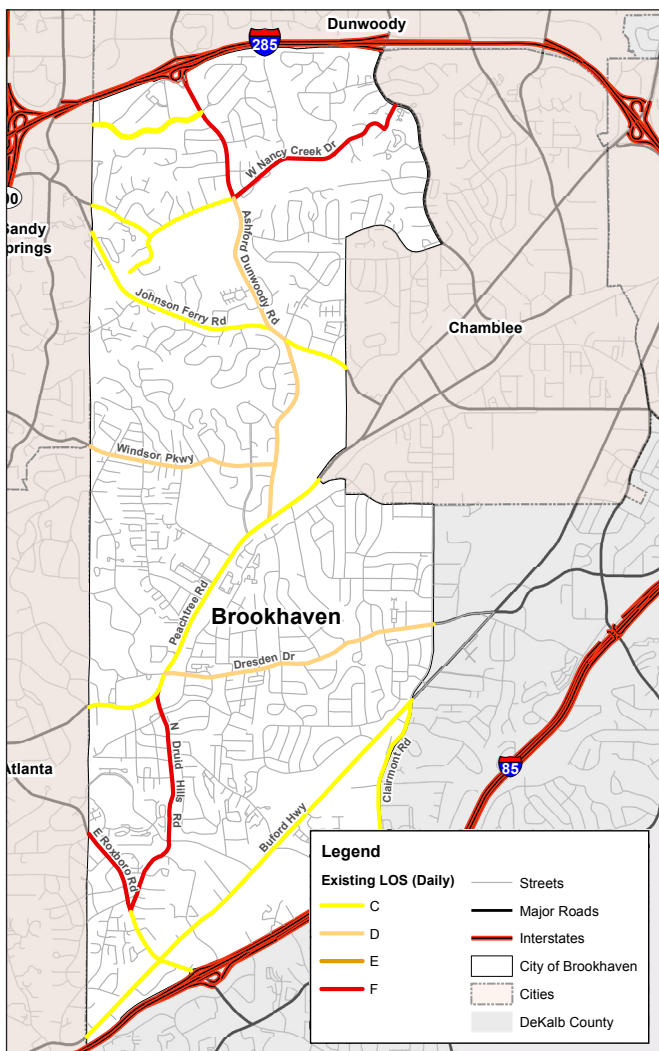 Dunwoody
285
W Nancy Creek Dr
00
Sandy
Springs
Ashford Dunwoody Rd
Johnson Ferry Rd
Chamblee
Windsor Pkwy
Peachtree Rd
Brookhaven
Dresden Dr
N Druid Hills Rd
Atlanta
Clairmont Rd
85
Buford Hwy
E Roxboro Rd
Legend
Existing LOS (Daily)
C
D
E
F
Streets
Major Roads
Interstates
City of Brookhaven
Cities
DeKalb County